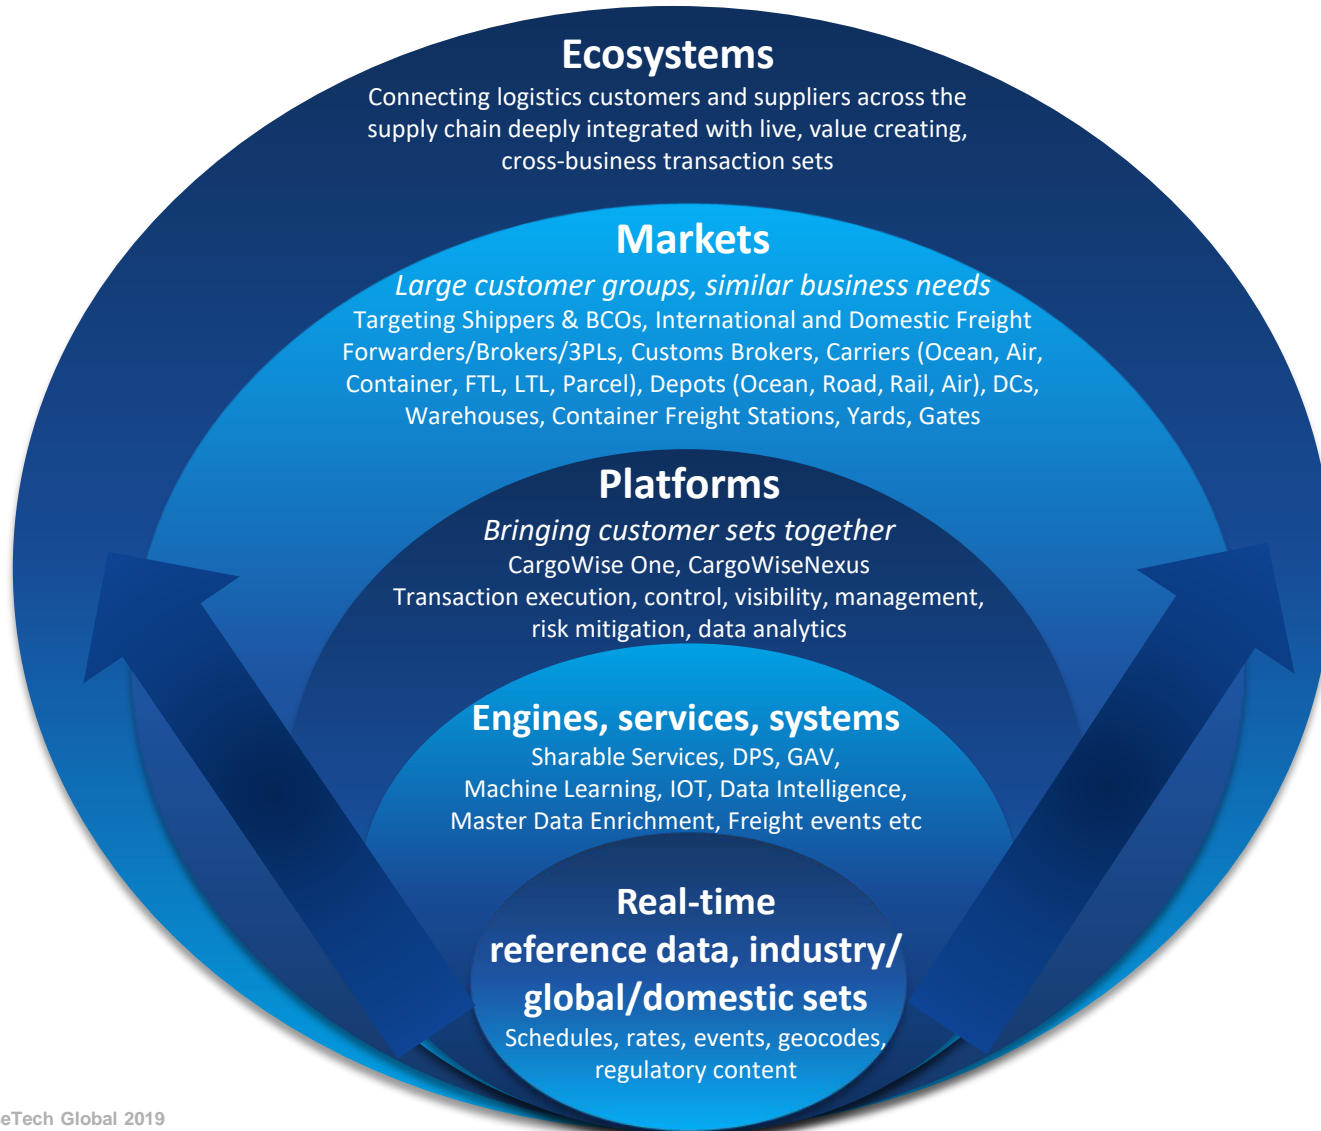 Ecosystems
Connecting logistics customers and suppliers across the
supply chain deeply integrated with live, value creating,
cross-business transaction sets
Markets
Large customer groups, similar business needs
Targeting Shippers & BCOs, International and Domestic Freight
Forwarders/Brokers/3PLs, Customs Brokers, Carriers (Ocean, Air,
Container, FTL, LTL, Parcel), Depots (Ocean, Road, Rail, Air), DCs,
Warehouses, Container Freight Stations, Yards, Gates
Platforms
Bringing customer sets together
CargoWise One, CargoWiseNexus
Transaction execution, control, visibility, management,
risk mitigation, data analytics
Engines, services, systems
Sharable Services, DPS, GAV,
Machine Learning, IOT, Data Intelligence,
Master Data Enrichment, Freight events etc
Real-time
reference data, industry/
global/domestic sets
Schedules, rates, events, geocodes,
regulatory content
eTech Global 2019